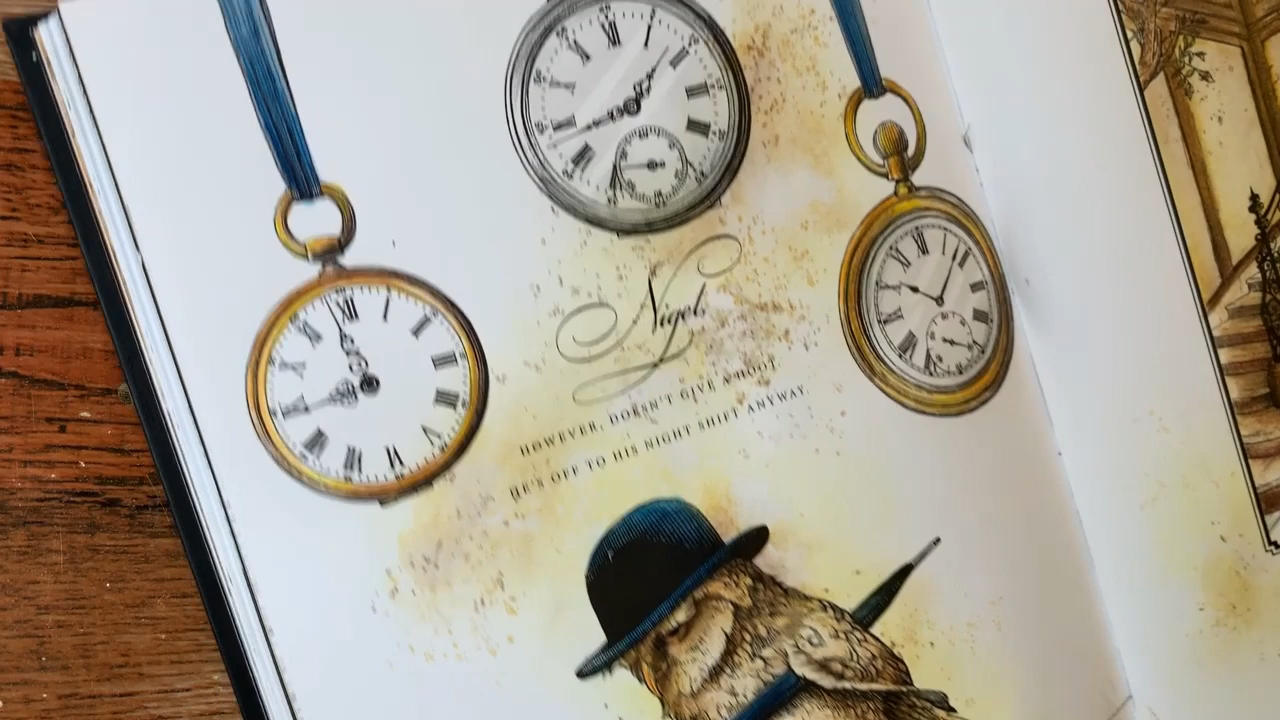 Nigel,
HOWEVER, DOESN'T GIVE A HOOT.
HE'S OFF TO HIS NIGHT SHIFT ANYWAY.